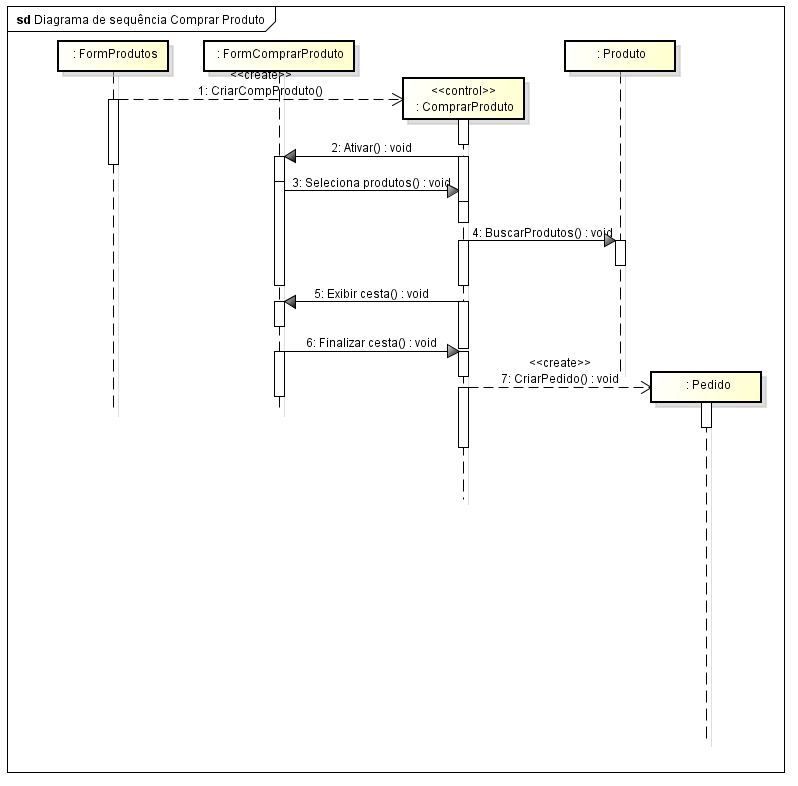 sd Diagrama de sequência Comprar Produto
: FormProdutos
: FormComprarProduto
: Produto
<<create>>
1: CriarCompProduto()
<<control>>
: ComprarProduto
2: Ativar() : void
3: Seleciona produtos() : void
4: BuscarProdutos() : void
5: Exibir cesta() : void
6: Finalizar cesta() : void
<<create>>
7: CriarPedido() : void
: Pedido